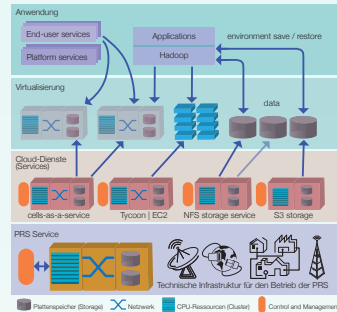 Anwendung
End-user services
Platform services
Applications
Hadoop
environment save / restore
Virtualisierung
data
Cloud-Dienste
(Services)
cells-as-a-service
Tycoon | EC2
NFS storage service
S3 storage
PRS Service
Technische Infrastruktur für den Betrieb der PRS
Plattenspeicher (Storage)
Netzwerk
CPU-Ressourcen (Cluster)
Control and Management